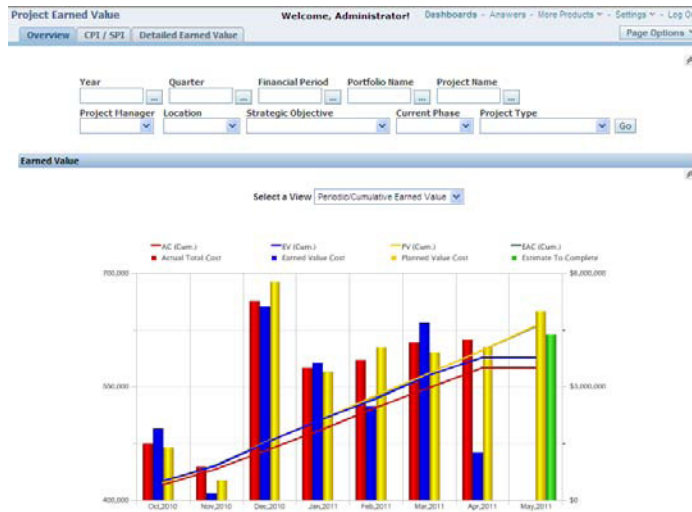 Project Earned Value Welcome, Administrator! Dashboards - Answers - More Products - Settings - Log O
Overview CPI / SPI Detailed Earned Value Page Options
Year Quarter Financial Period Portfolio Name Project Name
... ... ... ... ...
Project Manager Location Strategic Objective Current Phase Project Type
Go
Earned Value
Select a View Periodic/Cumulative Earned Value
AC (Cum.) EV (Cum.) PV (Cum.) EAC (Cum.)
Actual Total Cost Earned Value Cost Planned Value Cost Estimate To Complete
700,000 $6,000,000
550,000 $3,000,000
400,000 $0
Oct,2010 Nov,2010 Dec,2010 Jan,2011 Feb,2011 Mar,2011 Apr,2011 May,2011